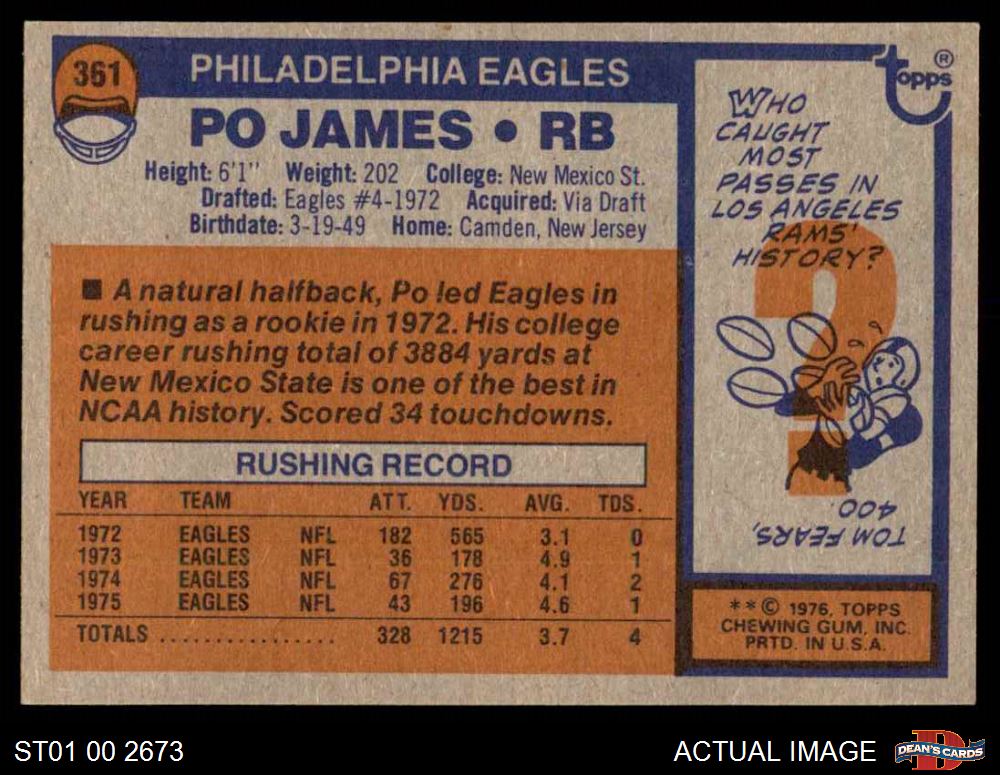 361
PHILADELPHIA EAGLES
PO JAMES • RB
Height: 6'1" Weight: 202 College: New Mexico St.
Drafted: Eagles #4-1972 Acquired: Via Draft
Birthdate: 3-19-49 Home: Camden, New Jersey
■ A natural halfback, Po led Eagles in
rushing as a rookie in 1972. His college
career rushing total of 3884 yards at
New Mexico State is one of the best in
NCAA history. Scored 34 touchdowns.
RUSHING RECORD
YEAR TEAM ATT. YDS. AVG. TDS.
1972 EAGLES NFL 182 565 3.1 0
1973 EAGLES NFL 36 178 4.9 1
1974 EAGLES NFL 67 276 4.1 2
1975 EAGLES NFL 43 196 4.6 1
TOTALS ................ 328 1215 3.7 4
topps®
WHO
CAUGHT
MOST
PASSES IN
LOS ANGELES
RAMS'
HISTORY?
?
TOM FEARS,
400.
**© 1976, TOPPS
CHEWING GUM, INC.
PRTD. IN U.S.A.
ST01 00 2673
ACTUAL IMAGE
D
DEAN'S CARDS